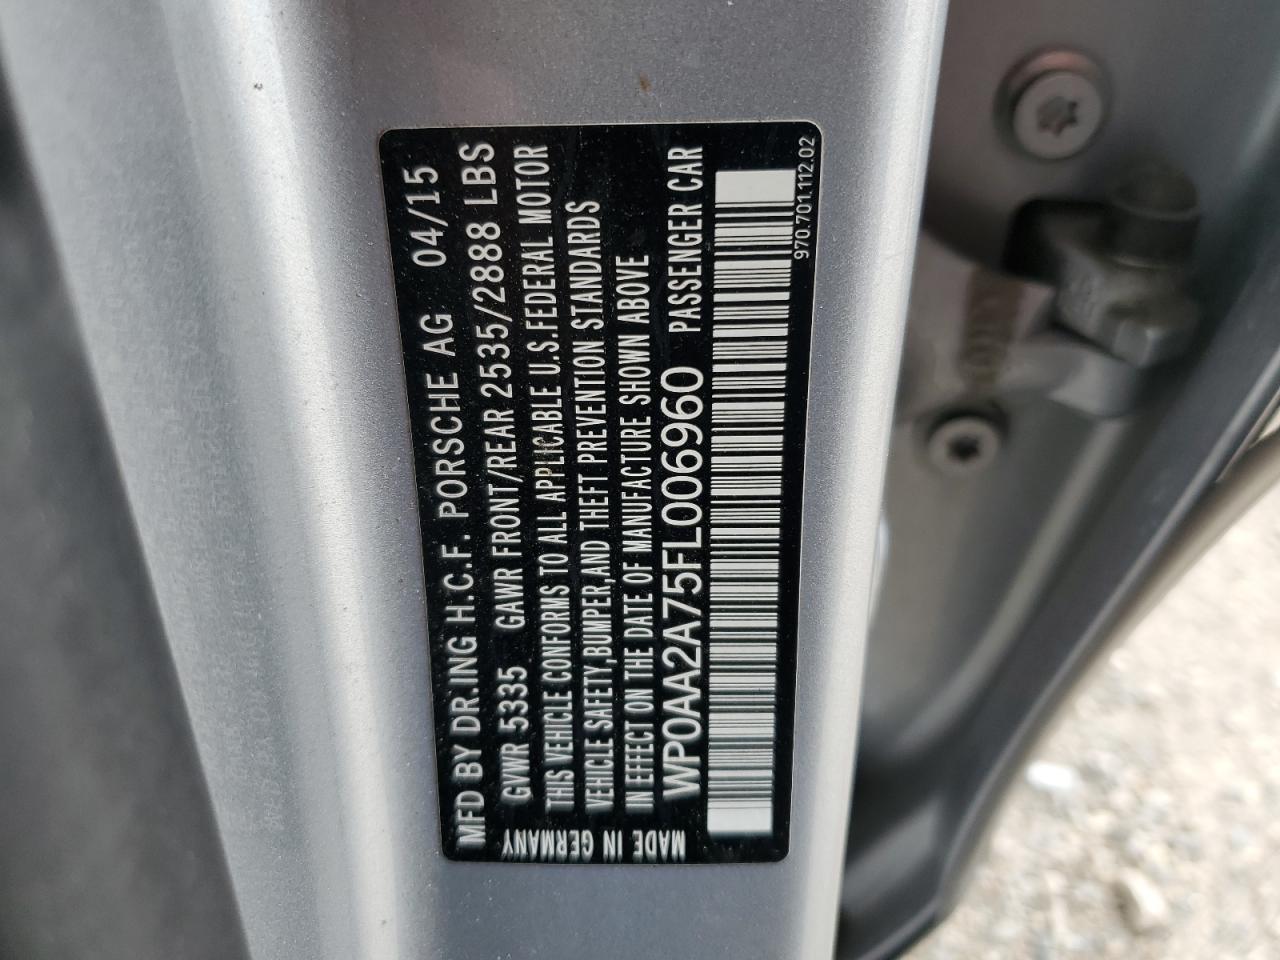 MFD BY DR.ING H.C.F. PORSCHE AG 04/15
GVWR 5335 GAWR FRONT/REAR 2535/2888 LBS
THIS VEHICLE CONFORMS TO ALL APPLICABLE U.S.FEDERAL MOTOR
VEHICLE SAFETY,BUMPER,AND THEFT PREVENTION STANDARDS
IN EFFECT ON THE DATE OF MANUFACTURE SHOWN ABOVE
WP0AA2A75FL006960 PASSENGER CAR
MADE IN GERMANY
970.701.112.02